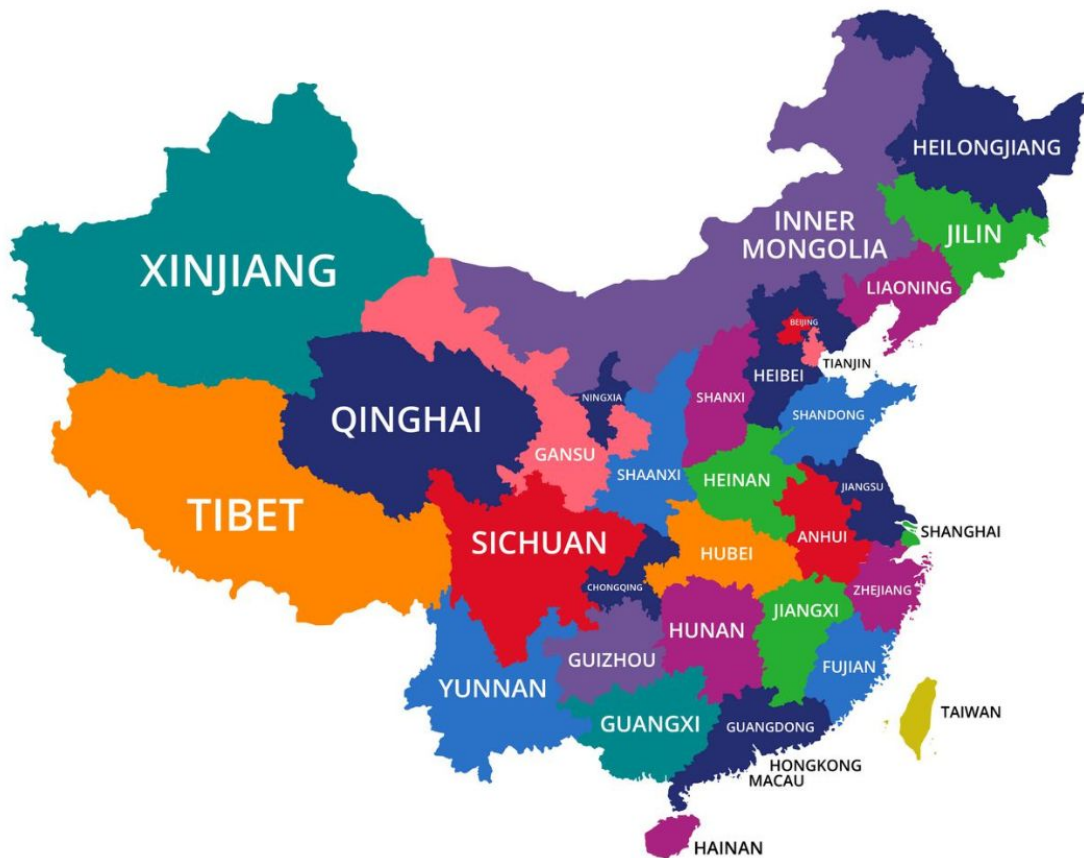 HEILONGJIANG
INNER
MONGOLIA
JILIN
XINJIANG
LIAONING
BEIJING
TIANJIN
HEIBEI
NINGXIA
SHANXI
SHANDONG
QINGHAI
GANSU
SHAANXI
HEINAN
JIANGSU
TIBET
SICHUAN
HUBEI
ANHUI
SHANGHAI
CHONGQING
ZHEJIANG
JIANGXI
HUNAN
GUIZHOU
FUJIAN
YUNNAN
TAIWAN
GUANGXI
GUANGDONG
HONGKONG
MACAU
HAINAN